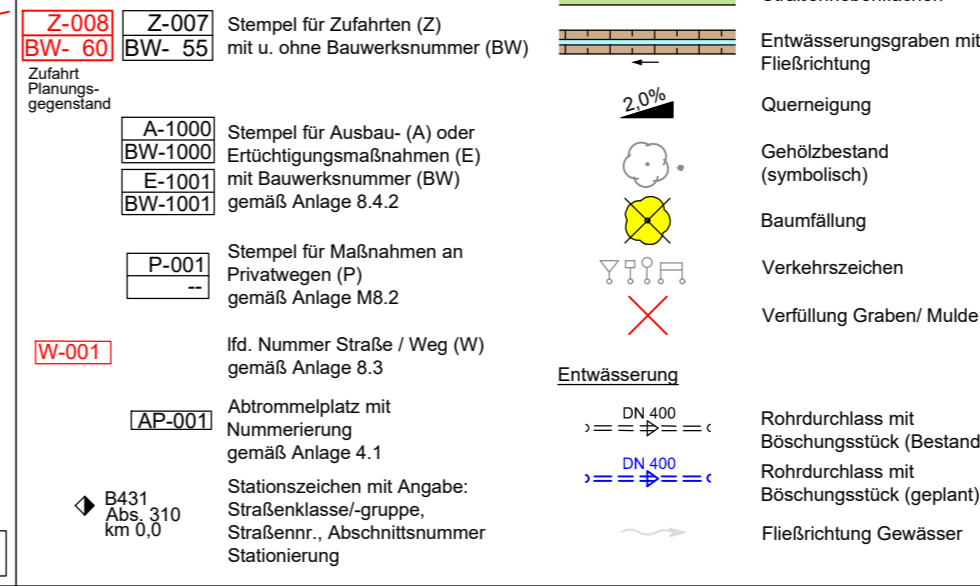 Z-008
BW- 60
Z-007
BW- 55
Stempel für Zufahrten (Z)
mit u. ohne Bauwerksnummer (BW)
Zufahrt
Planungs-
gegenstand
A-1000
BW-1000
E-1001
BW-1001
Stempel für Ausbau- (A) oder
Ertüchtigungsmaßnahmen (E)
mit Bauwerksnummer (BW)
gemäß Anlage 8.4.2
P-001
--
Stempel für Maßnahmen an
Privatwegen (P)
gemäß Anlage M8.2
W-001
lfd. Nummer Straße / Weg (W)
gemäß Anlage 8.3
AP-001
Abtrommelplatz mit
Nummerierung
gemäß Anlage 4.1
B431
Abs. 310
km 0,0
Stationszeichen mit Angabe:
Straßenklasse/-gruppe,
Straßennr., Abschnittsnummer
Stationierung
Entwässerungsgraben mit
Fließrichtung
2,0%
Querneigung
Gehölzbestand
(symbolisch)
Baumfällung
Verkehrszeichen
Verfüllung Graben/ Mulde
Entwässerung
DN 400
Rohrdurchlass mit
Böschungsstück (Bestand
DN 400
Rohrdurchlass mit
Böschungsstück (geplant)
Fließrichtung Gewässer